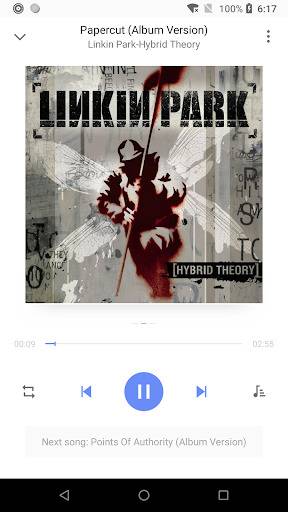 6:17
Papercut (Album Version)
Linkin Park-Hybrid Theory
LINKIN PARK
THEY
[HYBRID THEORY]
00:09
02:55
Next song: Points Of Authority (Album Version)